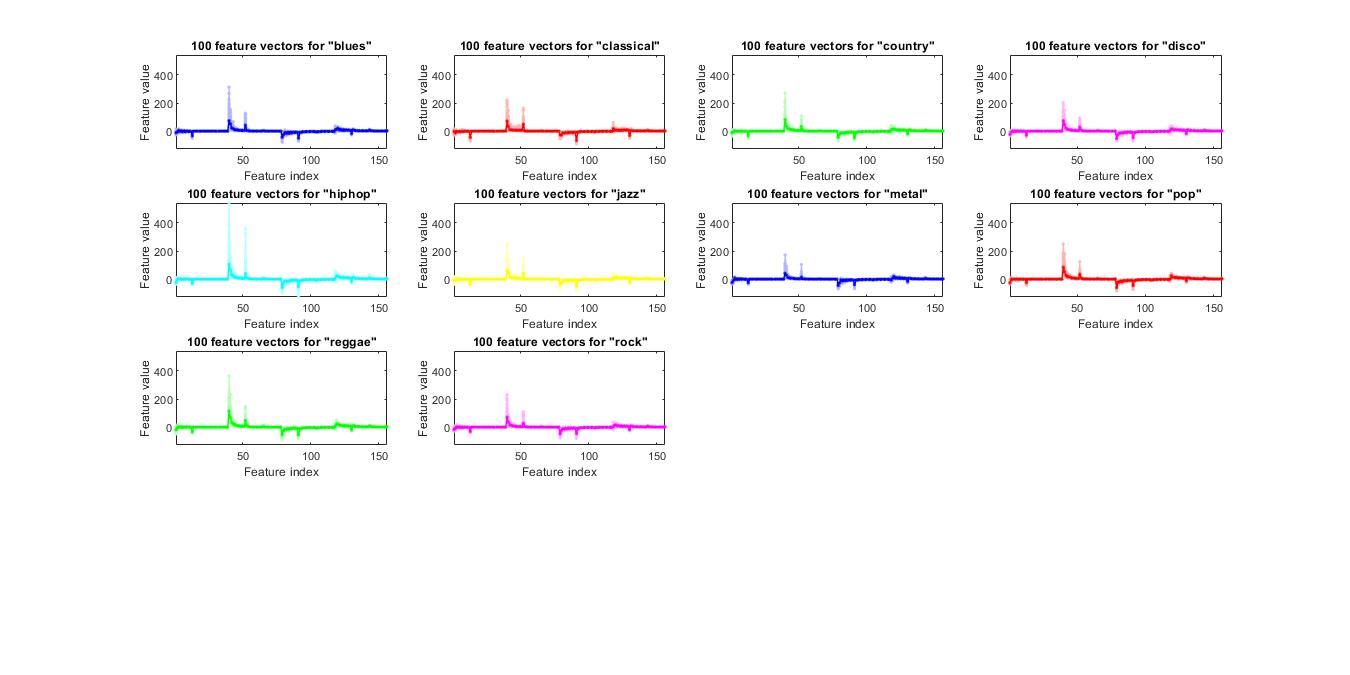 100 feature vectors for "blues"
Feature value
400
200
0
50
100
150
Feature index
100 feature vectors for "classical"
Feature value
400
200
0
50
100
150
Feature index
100 feature vectors for "country"
Feature value
400
200
0
50
100
150
Feature index
100 feature vectors for "disco"
Feature value
400
200
0
50
100
150
Feature index
100 feature vectors for "hiphop"
Feature value
400
200
0
50
100
150
Feature index
100 feature vectors for "jazz"
Feature value
400
200
0
50
100
150
Feature index
100 feature vectors for "metal"
Feature value
400
200
0
50
100
150
Feature index
100 feature vectors for "pop"
Feature value
400
200
0
50
100
150
Feature index
100 feature vectors for "reggae"
Feature value
400
200
0
50
100
150
Feature index
100 feature vectors for "rock"
Feature value
400
200
0
50
100
150
Feature index